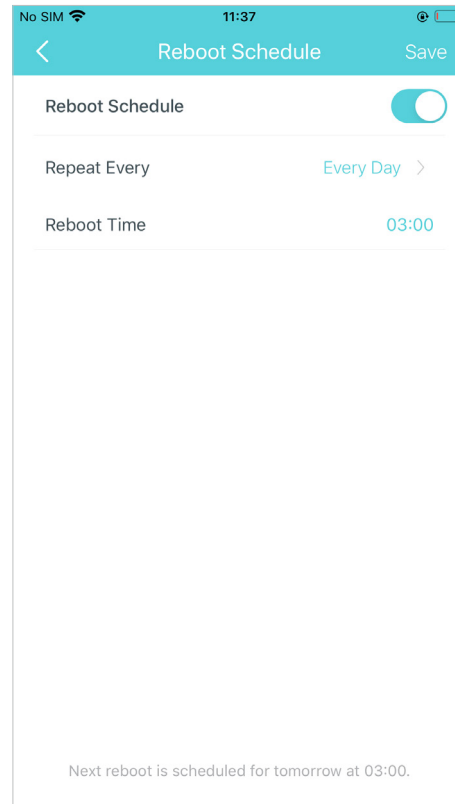 No SIM 11:37
Reboot Schedule Save
Reboot Schedule
Repeat Every Every Day
Reboot Time 03:00
Next reboot is scheduled for tomorrow at 03:00.